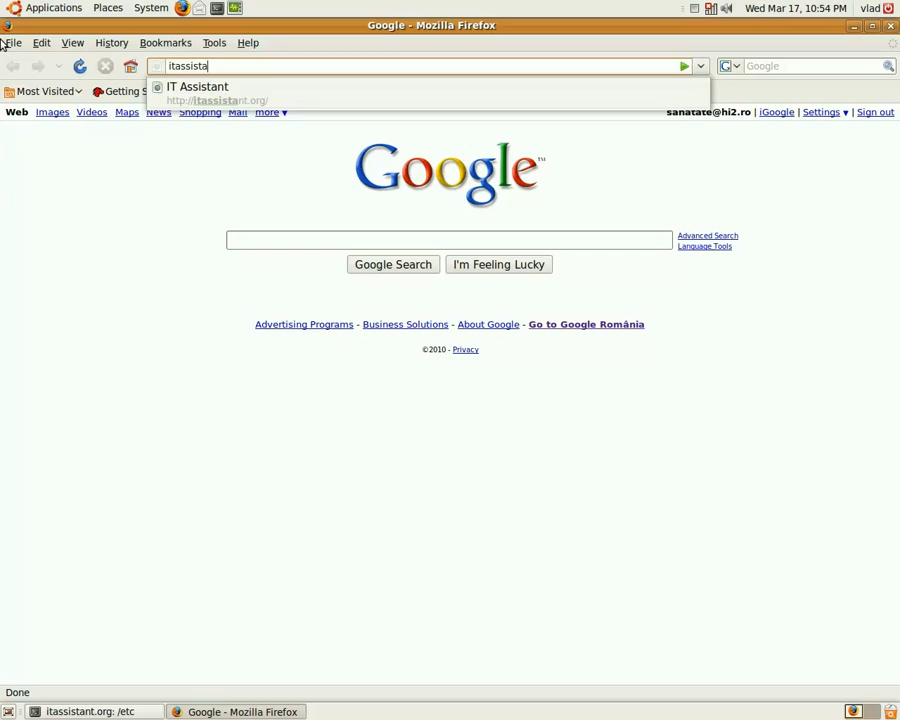 Applications Places System Wed Mar 17, 10:54 PM vlad
Google - Mozilla Firefox
File Edit View History Bookmarks Tools Help
itassista Google
Most Visited Getting S
IT Assistant
http://itassistant.org/
Web Images Videos Maps News Shopping Mail more ▼ sanatate@hi2.ro | iGoogle | Settings ▼ | Sign out
Google™
Advanced Search
Language Tools
Google Search I'm Feeling Lucky
Advertising Programs - Business Solutions - About Google - Go to Google România
©2010 - Privacy
Done
itassistant.org: /etc Google - Mozilla Firefox